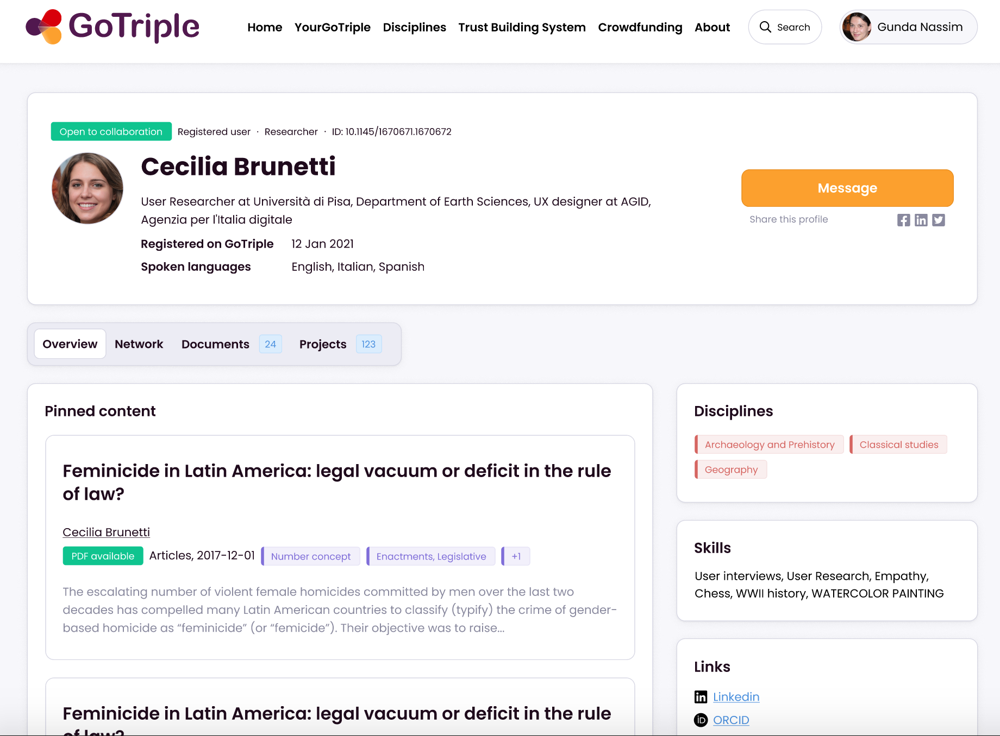 GoTriple
Home YourGoTriple Disciplines Trust Building System Crowdfunding About Search Gunda Nassim
Open to collaboration Registered user · Researcher · ID: 10.1145/1670671.1670672
Cecilia Brunetti
User Researcher at Università di Pisa, Department of Earth Sciences, UX designer at AGID,
Agenzia per l'Italia digitale
Registered on GoTriple 12 Jan 2021
Spoken languages English, Italian, Spanish
Message
Share this profile
Overview Network Documents 24 Projects 123
Pinned content
Feminicide in Latin America: legal vacuum or deficit in the rule
of law?
Cecilia Brunetti
PDF available Articles, 2017-12-01 Number concept Enactments, Legislative +1
The escalating number of violent female homicides committed by men over the last two
decades has compelled many Latin American countries to classify (typify) the crime of gender-
based homicide as “feminicide” (or “femicide”). Their objective was to raise...
Feminicide in Latin America: legal vacuum or deficit in the rule
of law?
Disciplines
Archaeology and Prehistory Classical studies
Geography
Skills
User interviews, User Research, Empathy,
Chess, WWII history, WATERCOLOR PAINTING
Links
Linkedin
ORCID